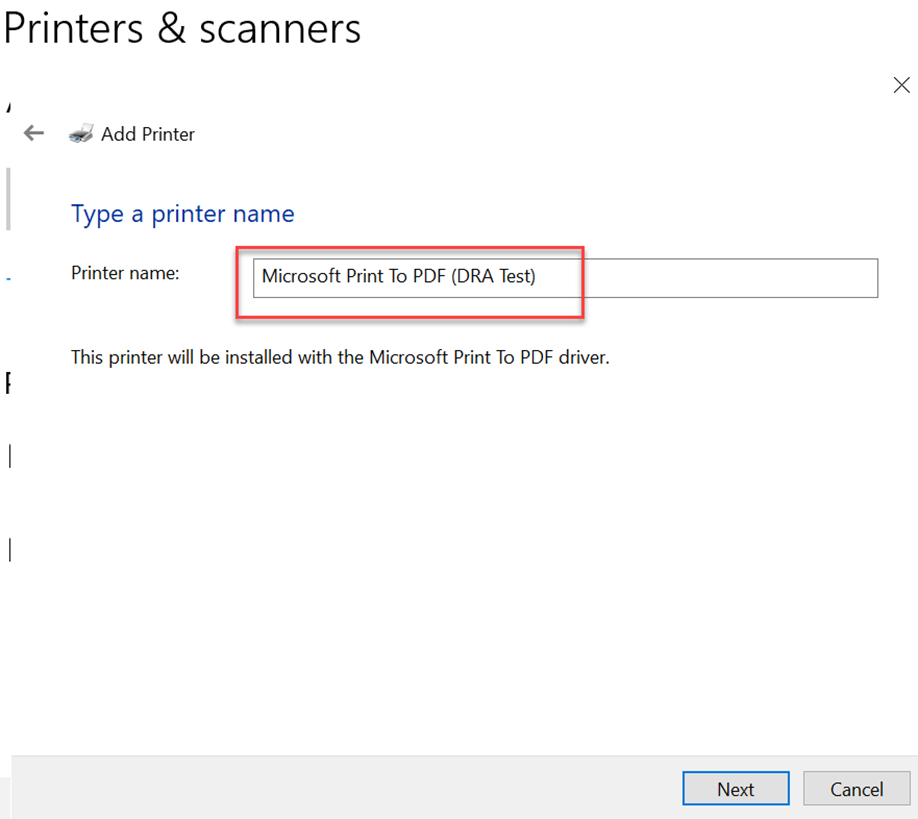 Printers & scanners
Add Printer
Type a printer name
Printer name:
Microsoft Print To PDF (DRA Test)
This printer will be installed with the Microsoft Print To PDF driver.
Next
Cancel